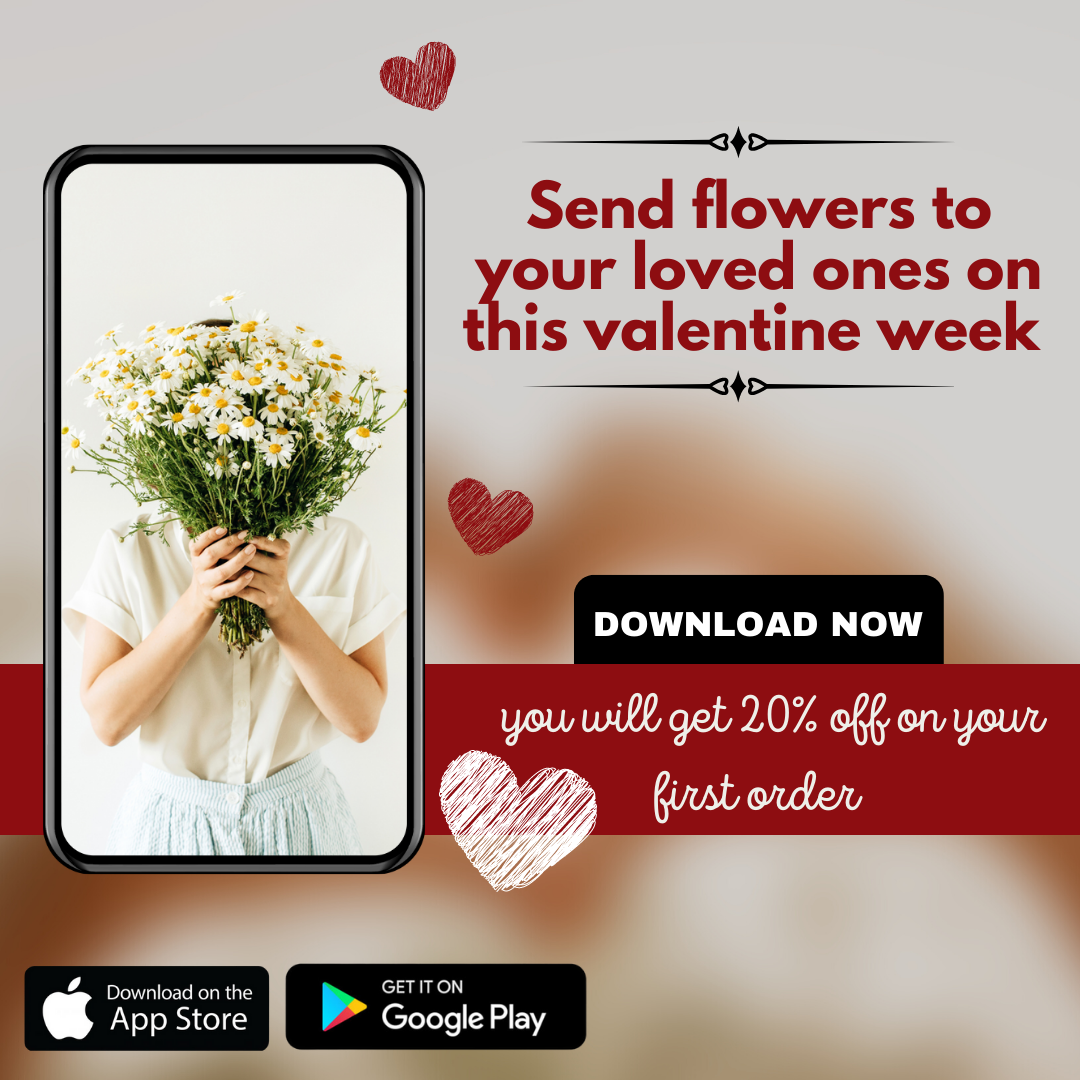 Send flowers to
your loved ones on
this valentine week
DOWNLOAD NOW
you will get 20% off on your
first order
Download on the
App Store
GET IT ON
Google Play